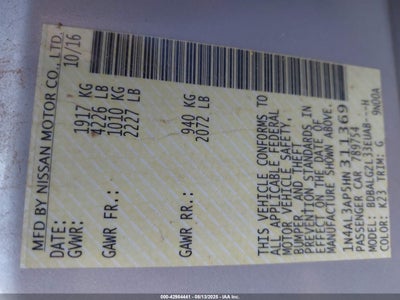 MFD BY NISSAN MOTOR CO.,LTD.
DATE: 10/16
GVWR: 1917 KG
4226 LB
GAWR FR.: 1010 KG
2227 LB
GAWR RR.: 940 KG
2072 LB
THIS VEHICLE CONFORMS TO
ALL APPLICABLE FEDERAL
MOTOR VEHICLE SAFETY,
BUMPER, AND THEFT
PREVENTION STANDARDS IN
EFFECT ON THE DATE OF
MANUFACTURE SHOWN ABOVE.
1N4AL3AP5HN311369
PASSENGER CAR 789754
MODEL: BDBALGZL33EUAB---H
COLOR: K23 TRIM: G 9N00A
000-42994441 - 08/13/2025 - IAA Inc.